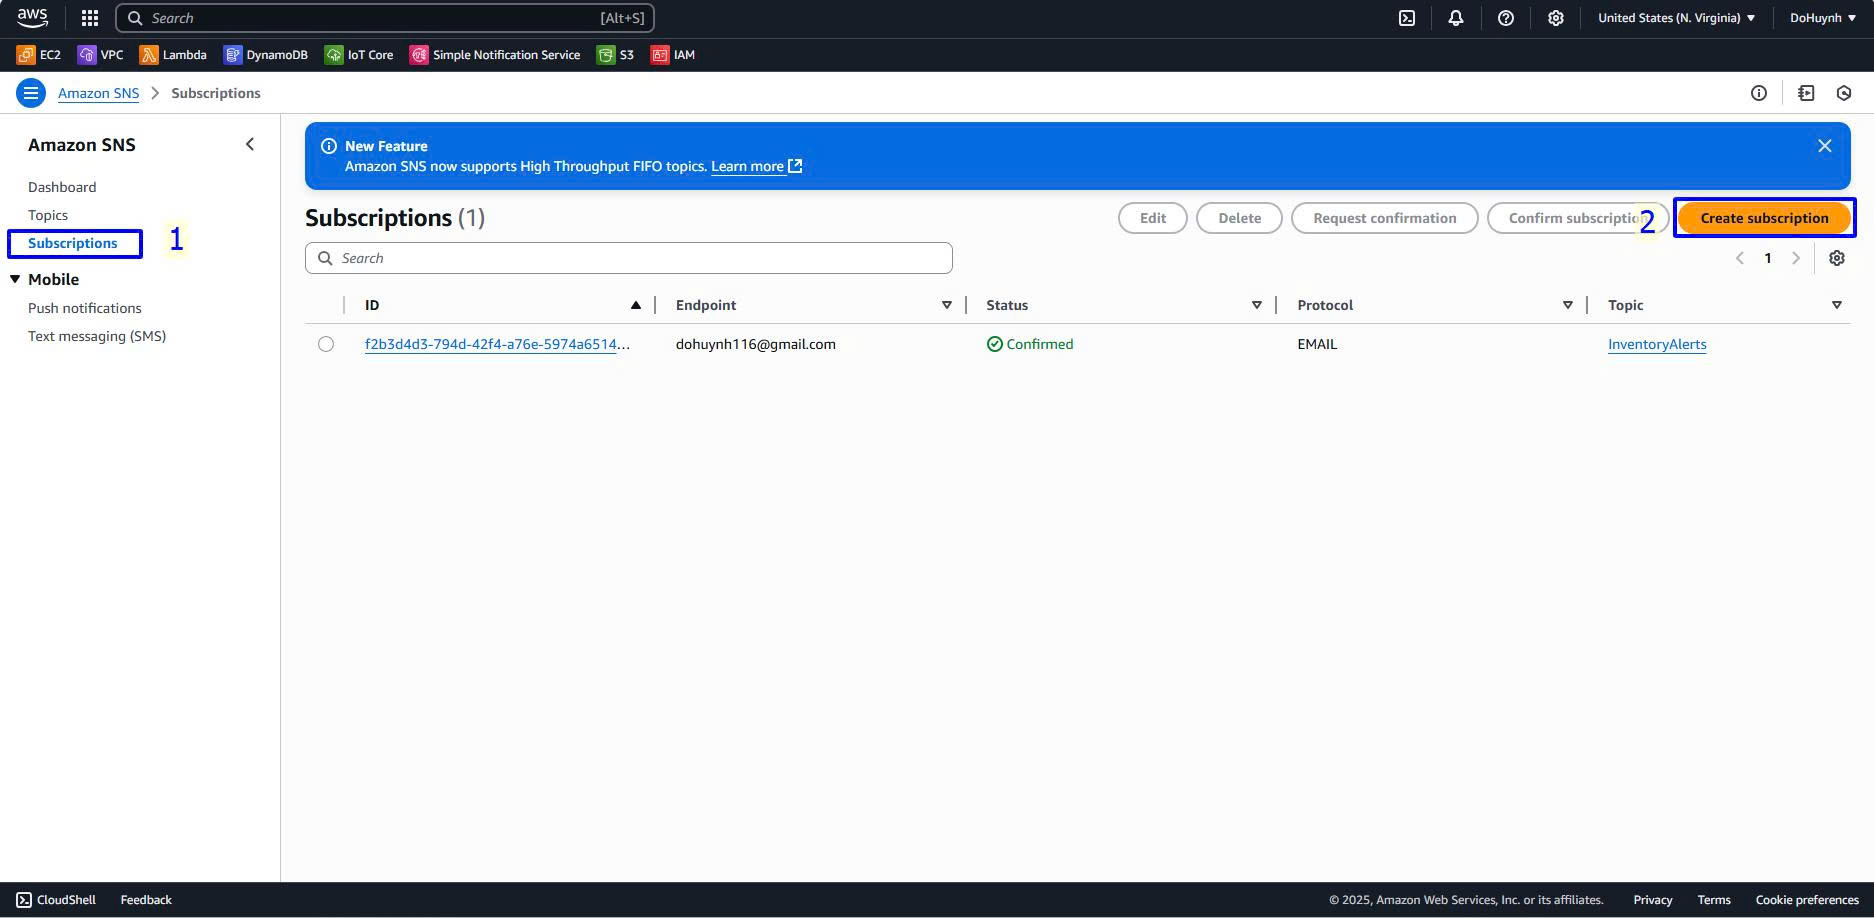 aws Search [Alt+S] United States (N. Virginia) DoHuynh
EC2 VPC Lambda DynamoDB IoT Core Simple Notification Service S3 IAM
Amazon SNS Subscriptions
Amazon SNS
Dashboard
Topics
Subscriptions 1
Mobile
Push notifications
Text messaging (SMS)
New Feature
Amazon SNS now supports High Throughput FIFO topics. Learn more
Subscriptions (1) Edit Delete Request confirmation Confirm subscription 2 Create subscription
Search 1
ID Endpoint Status Protocol Topic
f2b3d4d3-794d-42f4-a76e-5974a6514... dohuynh116@gmail.com Confirmed EMAIL InventoryAlerts
CloudShell Feedback © 2025, Amazon Web Services, Inc. or its affiliates. Privacy Terms Cookie preferences